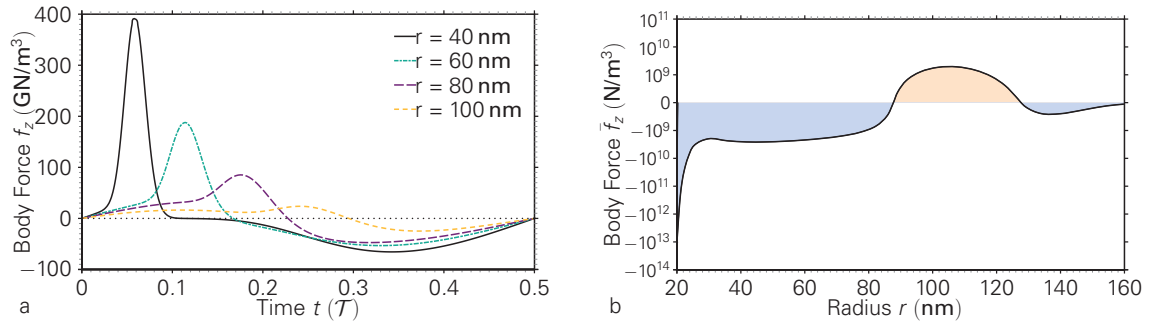 400
300
200
100
0
−100
Body Force f_z (GN/m³)
r = 40 nm
r = 60 nm
r = 80 nm
r = 100 nm
0 0.1 0.2 0.3 0.4 0.5
Time t (𝒯)
a
10¹¹
10¹⁰
10⁹
0
−10⁹
−10¹⁰
−10¹¹
−10¹²
−10¹³
−10¹⁴
Body Force f̄_z (N/m³)
20 40 60 80 100 120 140 160
Radius r (nm)
b